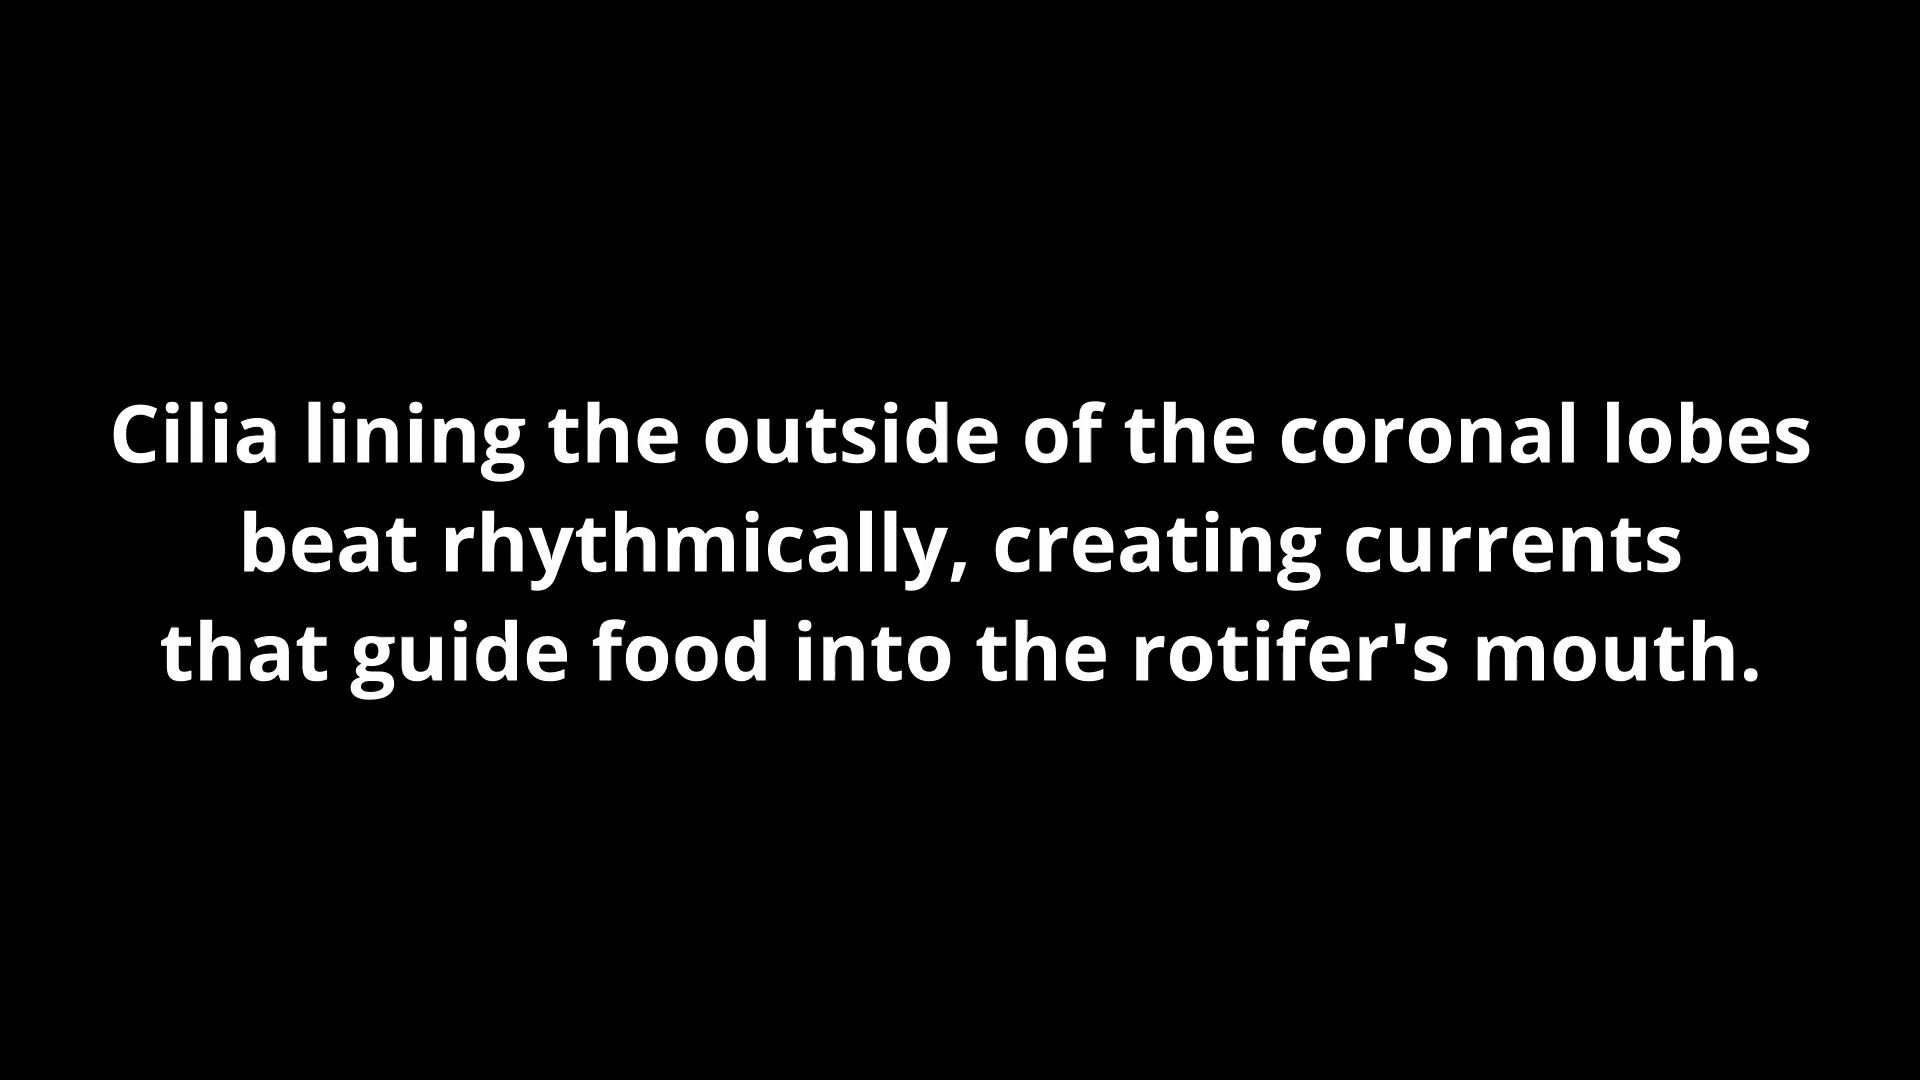 Cilia lining the outside of the coronal lobes
beat rhythmically, creating currents
that guide food into the rotifer's mouth.